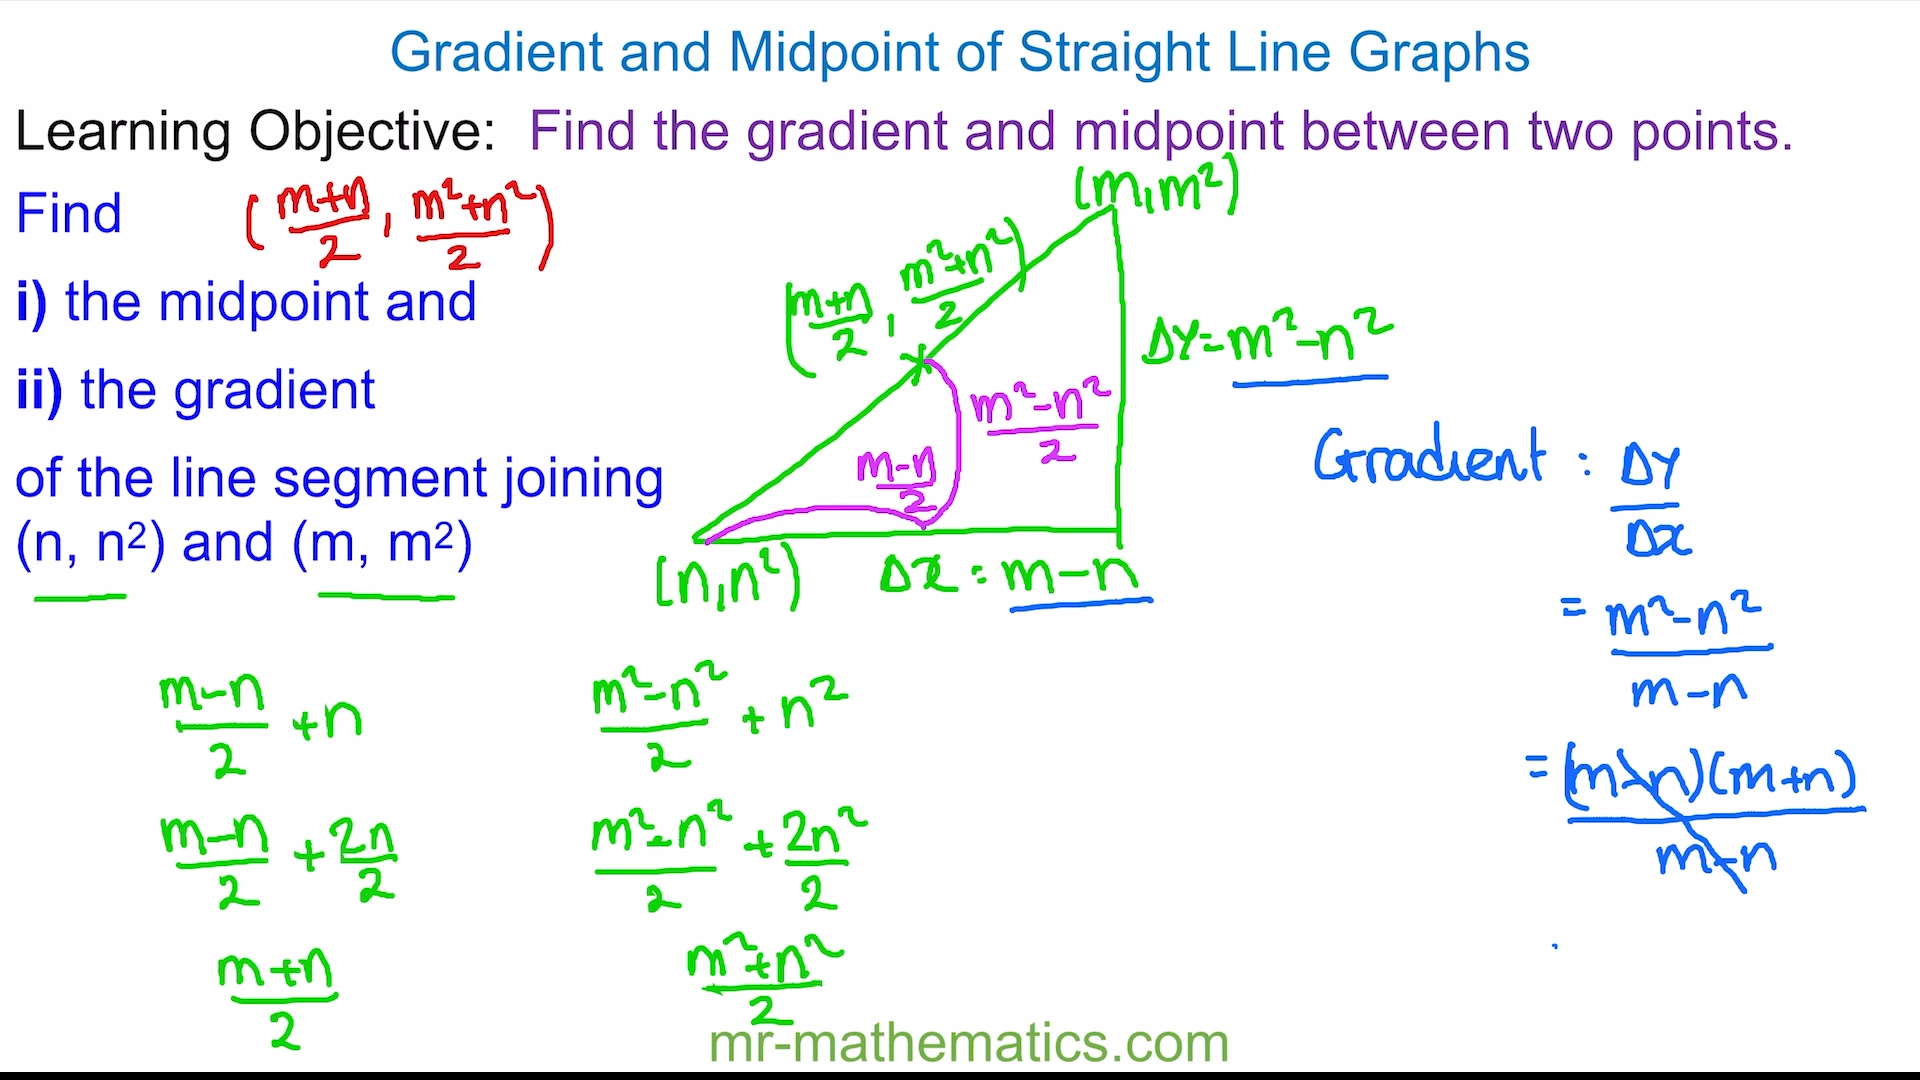 Gradient and Midpoint of Straight Line Graphs
Learning Objective: Find the gradient and midpoint between two points.
Find
i) the midpoint and
ii) the gradient
of the line segment joining
(n, n²) and (m, m²)
((m+n)/2, (m²+n²)/2)
(m, m²)
((m+n)/2, (m²+n²)/2)
ΔY = m²-n²
(m²-n²)/2
(m-n)/2
(n, n²)
Δx = m-n
(m-n)/2 + n
(m-n)/2 + 2n/2
(m+n)/2
(m²-n²)/2 + n²
(m²-n²)/2 + 2n²/2
(m²+n²)/2
Gradient : ΔY/Δx
= (m²-n²)/(m-n)
= (m-n)(m+n)/(m-n)
mr-mathematics.com